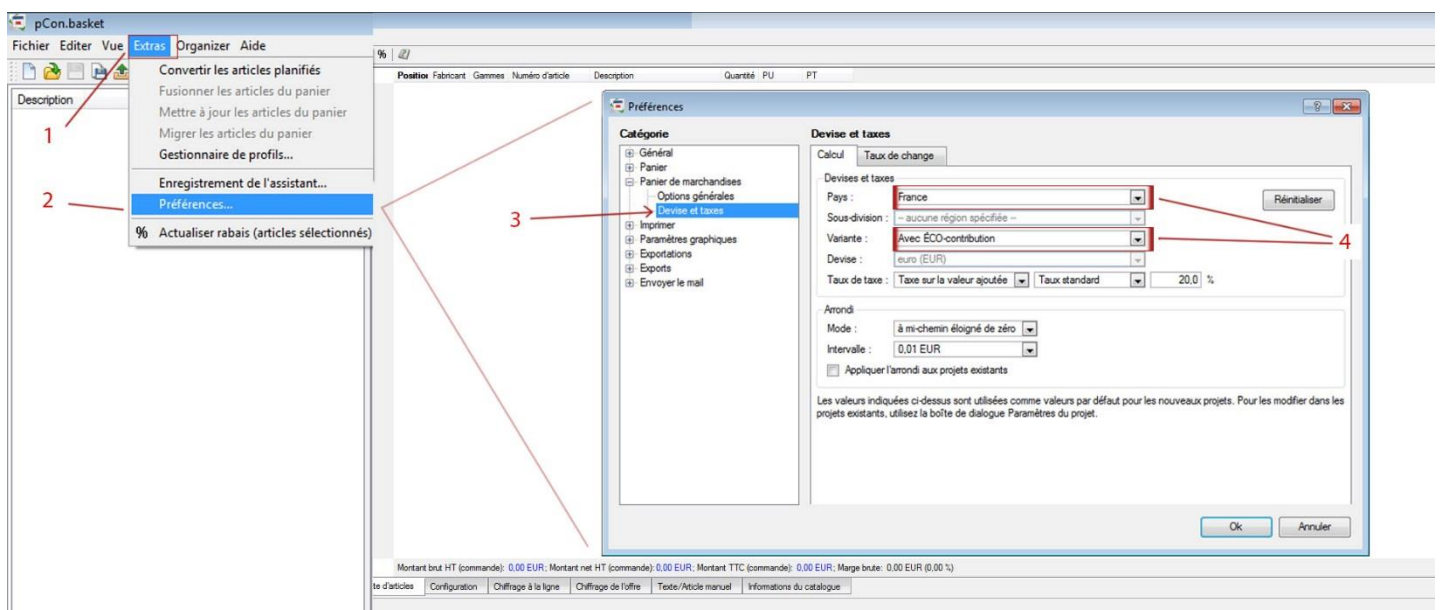 pCon.basket
Fichier Editer Vue Extras Organizer Aide
1
Convertir les articles planifiés
Fusionner les articles du panier
Mettre à jour les articles du panier
Migrer les articles du panier
Gestionnaire de profils...
Enregistrement de l'assistant...
2
Préférences...
% Actualiser rabais (articles sélectionnés)
Description
%
Position Fabricant Gammes Numéro d'article Description Quantité PU PT
Préférences
Catégorie
Général
Panier
Panier de marchandises
Options générales
3
Devise et taxes
Imprimer
Paramètres graphiques
Exportations
Exports
Envoyer le mail
Devise et taxes
Calcul Taux de change
Devises et taxes
Pays : France Réinitialiser
Sous-division : -- aucune région spécifiée --
Variante : Avec ÉCO-contribution
4
Devise : euro (EUR)
Taux de taxe : Taxe sur la valeur ajoutée Taux standard 20,0 %
Arrondi
Mode : à mi-chemin éloigné de zéro
Intervalle : 0,01 EUR
Appliquer l'arrondi aux projets existants
Les valeurs indiquées ci-dessus sont utilisées comme valeurs par défaut pour les nouveaux projets. Pour les modifier dans les
projets existants, utilisez la boîte de dialogue Paramètres du projet.
Ok Annuler
Montant brut HT (commande): 0,00 EUR; Montant net HT (commande): 0,00 EUR; Montant TTC (commande): 0,00 EUR; Marge brute: 0,00 EUR (0,00 %)
te d'articles Configuration Chiffrage à la ligne Chiffrage de l'offre Texte/Article manuel Informations du catalogue